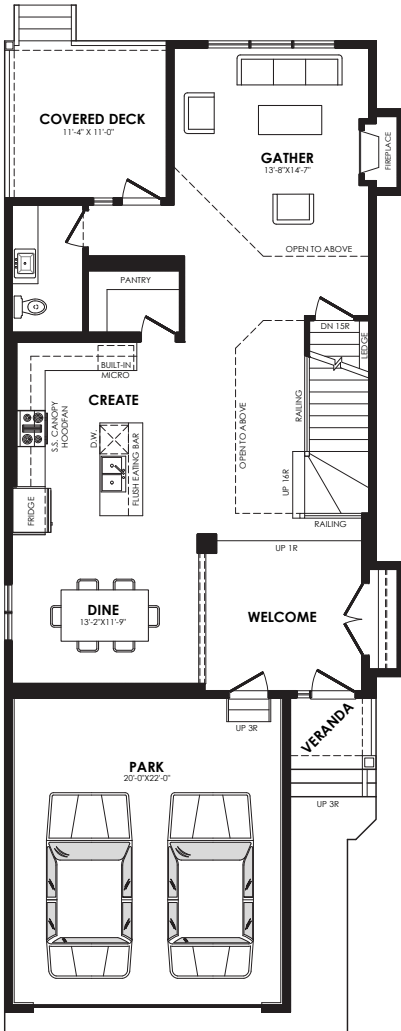 COVERED DECK
11'-4" X 11'-0"
GATHER
13'-8"X14'-7"
FIREPLACE
OPEN TO ABOVE
PANTRY
DN 15R
LEDGE
BUILT-IN
MICRO
CREATE
S.S. CANOPY
HOODFAN
D.W.
FLUSH EATING BAR
OPEN TO ABOVE
RAILING
FRIDGE
UP 16R
RAILING
UP 1R
DINE
13'-2"X11'-9"
WELCOME
UP 3R
VERANDA
PARK
20'-0"X22'-0"
UP 3R